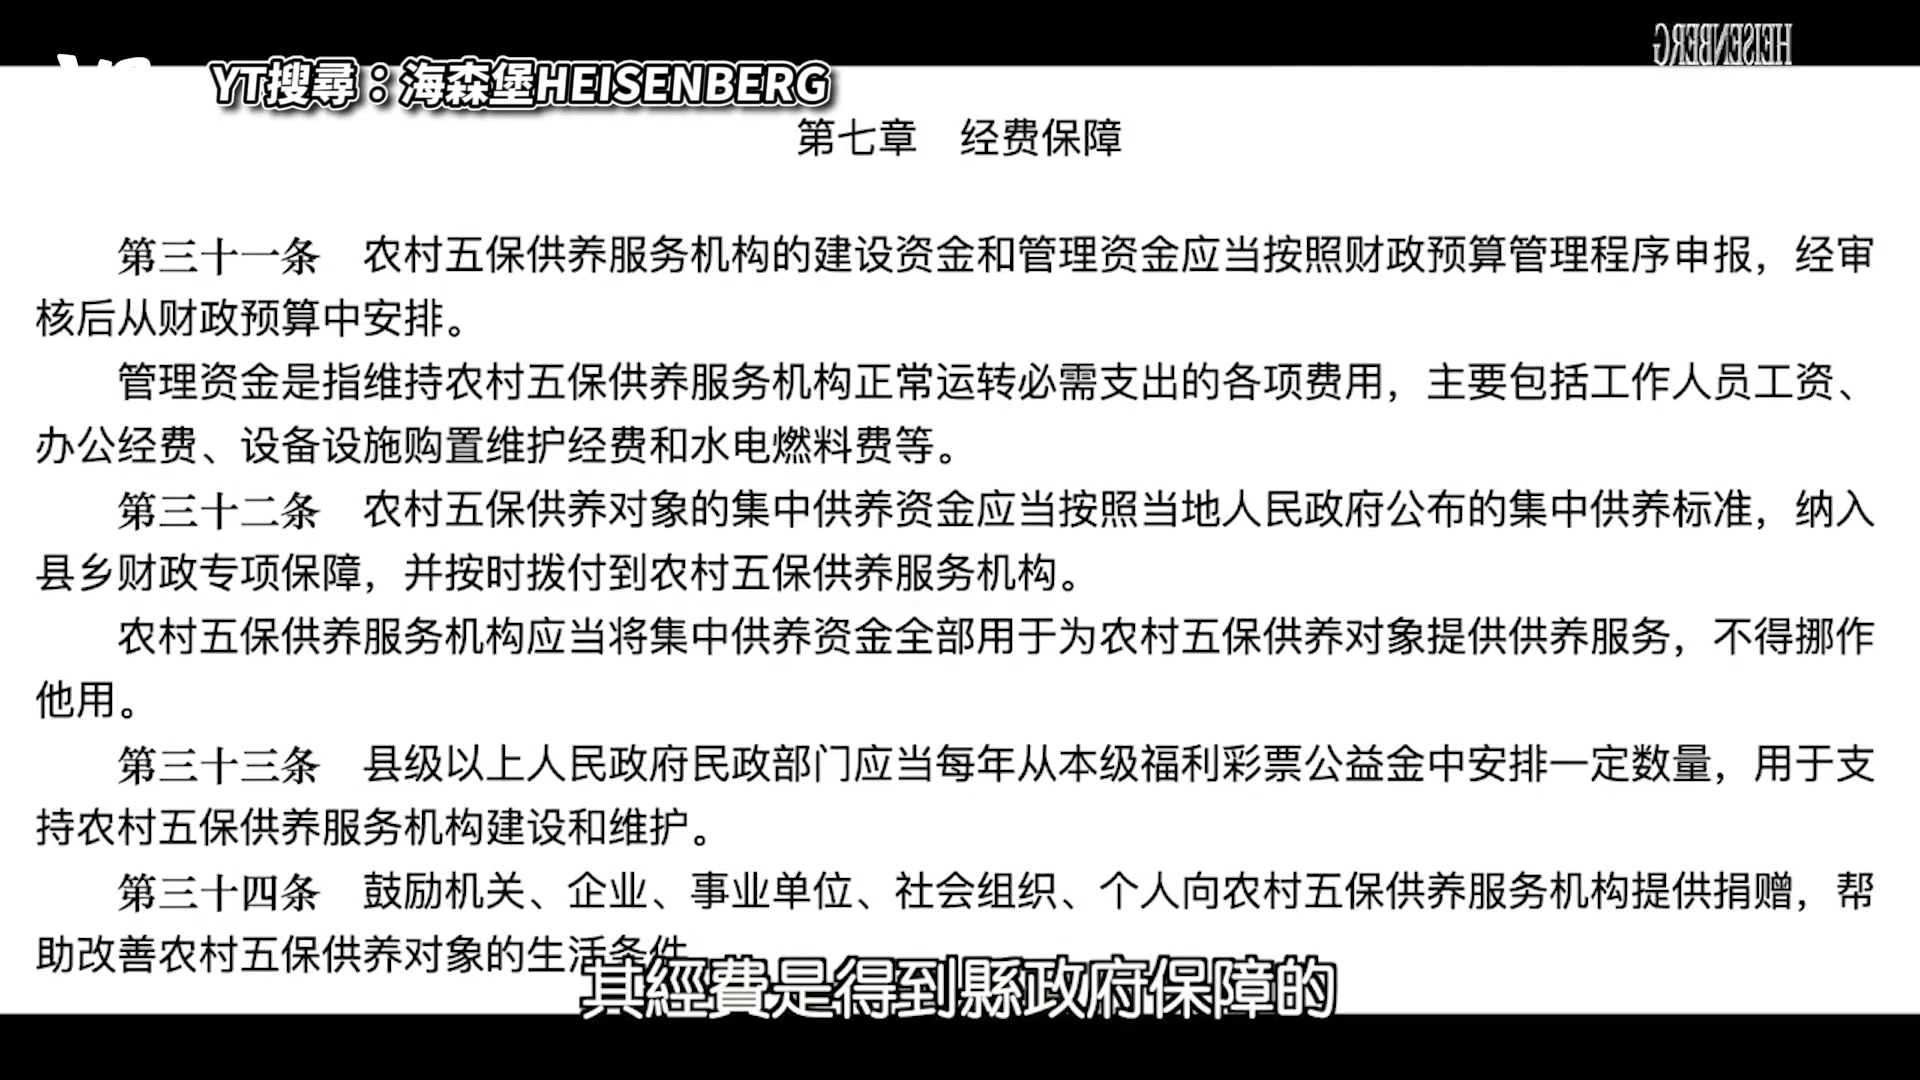 HEISENBERG
YT搜尋：海森堡HEISENBERG
第七章　经费保障
第三十一条　农村五保供养服务机构的建设资金和管理资金应当按照财政预算管理程序申报，经审
核后从财政预算中安排。
管理资金是指维持农村五保供养服务机构正常运转必需支出的各项费用，主要包括工作人员工资、
办公经费、设备设施购置维护经费和水电燃料费等。
第三十二条　农村五保供养对象的集中供养资金应当按照当地人民政府公布的集中供养标准，纳入
县乡财政专项保障，并按时拨付到农村五保供养服务机构。
农村五保供养服务机构应当将集中供养资金全部用于为农村五保供养对象提供供养服务，不得挪作
他用。
第三十三条　县级以上人民政府民政部门应当每年从本级福利彩票公益金中安排一定数量，用于支
持农村五保供养服务机构建设和维护。
第三十四条　鼓励机关、企业、事业单位、社会组织、个人向农村五保供养服务机构提供捐赠，帮
助改善农村五保供养对象的生活条件
其經費是得到縣政府保障的